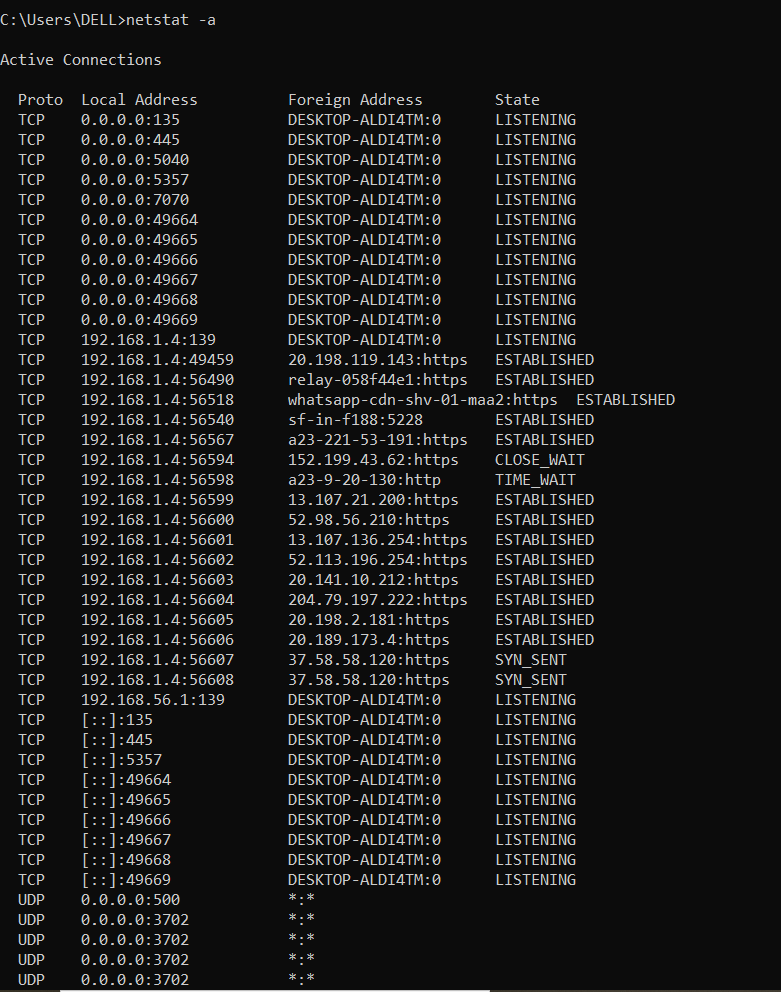 C:\Users\DELL>netstat -a
Active Connections
Proto  Local Address          Foreign Address        State
TCP    0.0.0.0:135            DESKTOP-ALDI4TM:0      LISTENING
TCP    0.0.0.0:445            DESKTOP-ALDI4TM:0      LISTENING
TCP    0.0.0.0:5040           DESKTOP-ALDI4TM:0      LISTENING
TCP    0.0.0.0:5357           DESKTOP-ALDI4TM:0      LISTENING
TCP    0.0.0.0:7070           DESKTOP-ALDI4TM:0      LISTENING
TCP    0.0.0.0:49664          DESKTOP-ALDI4TM:0      LISTENING
TCP    0.0.0.0:49665          DESKTOP-ALDI4TM:0      LISTENING
TCP    0.0.0.0:49666          DESKTOP-ALDI4TM:0      LISTENING
TCP    0.0.0.0:49667          DESKTOP-ALDI4TM:0      LISTENING
TCP    0.0.0.0:49668          DESKTOP-ALDI4TM:0      LISTENING
TCP    0.0.0.0:49669          DESKTOP-ALDI4TM:0      LISTENING
TCP    192.168.1.4:139        DESKTOP-ALDI4TM:0      LISTENING
TCP    192.168.1.4:49459      20.198.119.143:https   ESTABLISHED
TCP    192.168.1.4:56490      relay-058f44e1:https   ESTABLISHED
TCP    192.168.1.4:56518      whatsapp-cdn-shv-01-maa2:https  ESTABLISHED
TCP    192.168.1.4:56540      sf-in-f188:5228        ESTABLISHED
TCP    192.168.1.4:56567      a23-221-53-191:https   ESTABLISHED
TCP    192.168.1.4:56594      152.199.43.62:https    CLOSE_WAIT
TCP    192.168.1.4:56598      a23-9-20-130:http      TIME_WAIT
TCP    192.168.1.4:56599      13.107.21.200:https    ESTABLISHED
TCP    192.168.1.4:56600      52.98.56.210:https     ESTABLISHED
TCP    192.168.1.4:56601      13.107.136.254:https   ESTABLISHED
TCP    192.168.1.4:56602      52.113.196.254:https   ESTABLISHED
TCP    192.168.1.4:56603      20.141.10.212:https    ESTABLISHED
TCP    192.168.1.4:56604      204.79.197.222:https   ESTABLISHED
TCP    192.168.1.4:56605      20.198.2.181:https     ESTABLISHED
TCP    192.168.1.4:56606      20.189.173.4:https     ESTABLISHED
TCP    192.168.1.4:56607      37.58.58.120:https     SYN_SENT
TCP    192.168.1.4:56608      37.58.58.120:https     SYN_SENT
TCP    192.168.56.1:139       DESKTOP-ALDI4TM:0      LISTENING
TCP    [::]:135               DESKTOP-ALDI4TM:0      LISTENING
TCP    [::]:445               DESKTOP-ALDI4TM:0      LISTENING
TCP    [::]:5357              DESKTOP-ALDI4TM:0      LISTENING
TCP    [::]:49664             DESKTOP-ALDI4TM:0      LISTENING
TCP    [::]:49665             DESKTOP-ALDI4TM:0      LISTENING
TCP    [::]:49666             DESKTOP-ALDI4TM:0      LISTENING
TCP    [::]:49667             DESKTOP-ALDI4TM:0      LISTENING
TCP    [::]:49668             DESKTOP-ALDI4TM:0      LISTENING
TCP    [::]:49669             DESKTOP-ALDI4TM:0      LISTENING
UDP    0.0.0.0:500            *:*
UDP    0.0.0.0:3702           *:*
UDP    0.0.0.0:3702           *:*
UDP    0.0.0.0:3702           *:*
UDP    0.0.0.0:3702           *:*